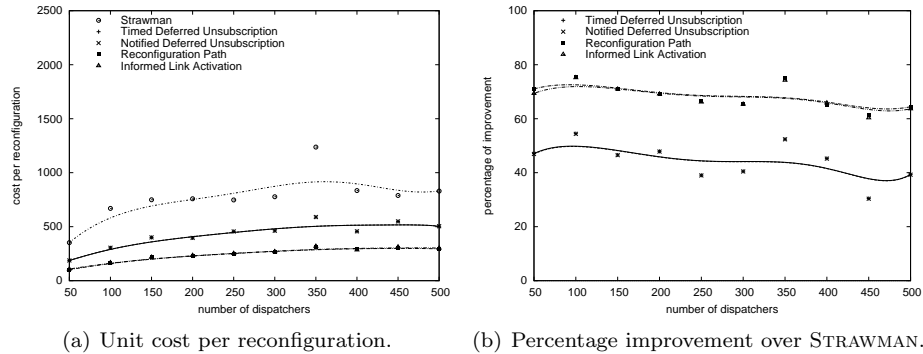 2500
2000
1500
1000
500
0
50 100 150 200 250 300 350 400 450 500
cost per reconfiguration
number of dispatchers
Strawman
Timed Deferred Unsubscription
Notified Deferred Unsubscription
Reconfiguration Path
Informed Link Activation
(a) Unit cost per reconfiguration.
100
80
60
40
20
0
50 100 150 200 250 300 350 400 450 500
percentage of improvement
number of dispatchers
Timed Deferred Unsubscription
Notified Deferred Unsubscription
Reconfiguration Path
Informed Link Activation
(b) Percentage improvement over STRAWMAN.